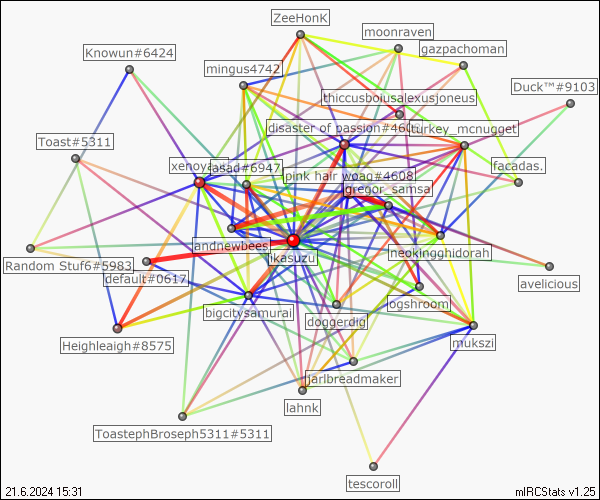 ZeeHonK
moonraven
Knowun#6424
gazpachoman
mingus4742
Duck™#9103
thiccusboiusalexusjoneus
disaster of passion#460
turkey_mcnugget
Toast#5311
xenoya
asad#6947
facadas.
pink hair woag#4608
gregor_samsa
andnewbees
neokingghidorah
ikasuzu
Random Stuf6#5983
default#0617
avelicious
ogshroom
bigcitysamurai
doggerdig
mukszi
Heighleaigh#8575
jarlbreadmaker
lahnk
ToastephBroseph5311#5311
tescoroll
21.6.2024 15:31
mIRCStats v1.25